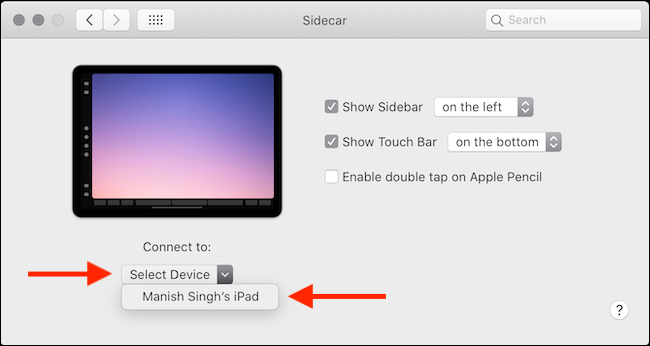 Sidecar
Search
Show Sidebar on the left
Show Touch Bar on the bottom
Enable double tap on Apple Pencil
Connect to:
Select Device
Manish Singh's iPad
?